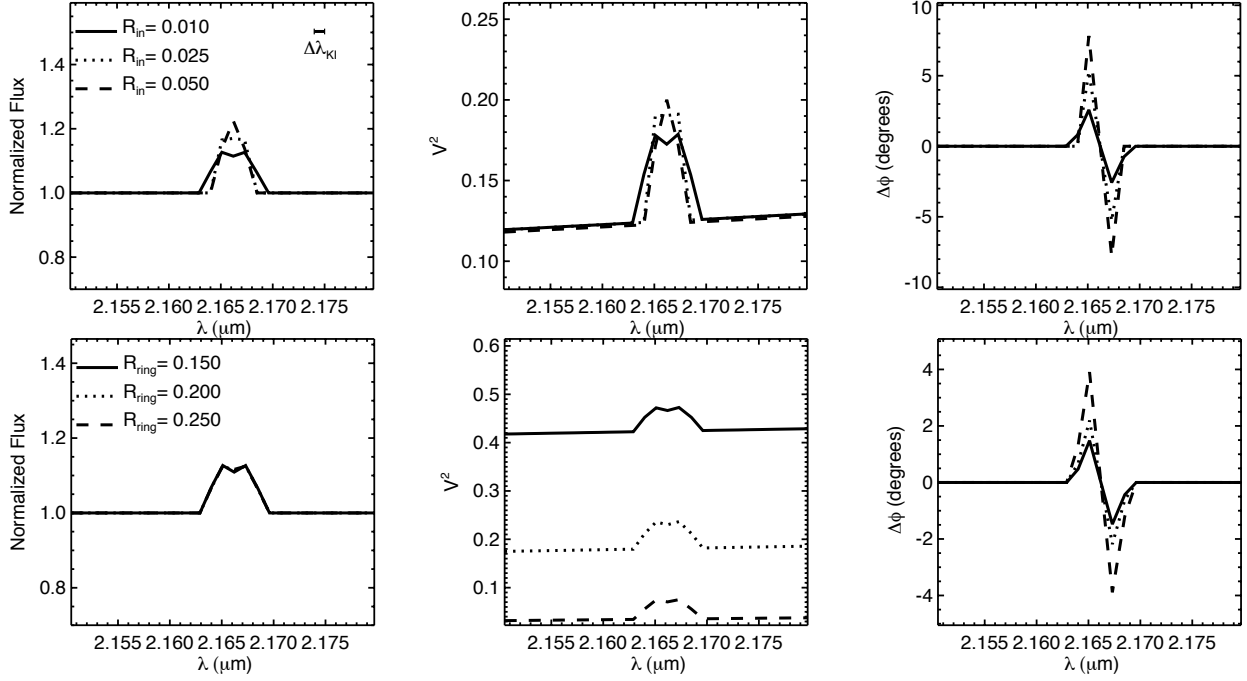 R_in= 0.010
R_in= 0.025
R_in= 0.050
Δλ_KI
Normalized Flux
1.4
1.2
1.0
0.8
2.155 2.160 2.165 2.170 2.175
λ (μm)
V²
0.25
0.20
0.15
0.10
2.155 2.160 2.165 2.170 2.175
λ (μm)
Δϕ (degrees)
10
5
0
-5
-10
2.155 2.160 2.165 2.170 2.175
λ (μm)
R_ring= 0.150
R_ring= 0.200
R_ring= 0.250
Normalized Flux
1.4
1.2
1.0
0.8
2.155 2.160 2.165 2.170 2.175
λ (μm)
V²
0.6
0.5
0.4
0.3
0.2
0.1
2.155 2.160 2.165 2.170 2.175
λ (μm)
Δϕ (degrees)
4
2
0
-2
-4
2.155 2.160 2.165 2.170 2.175
λ (μm)